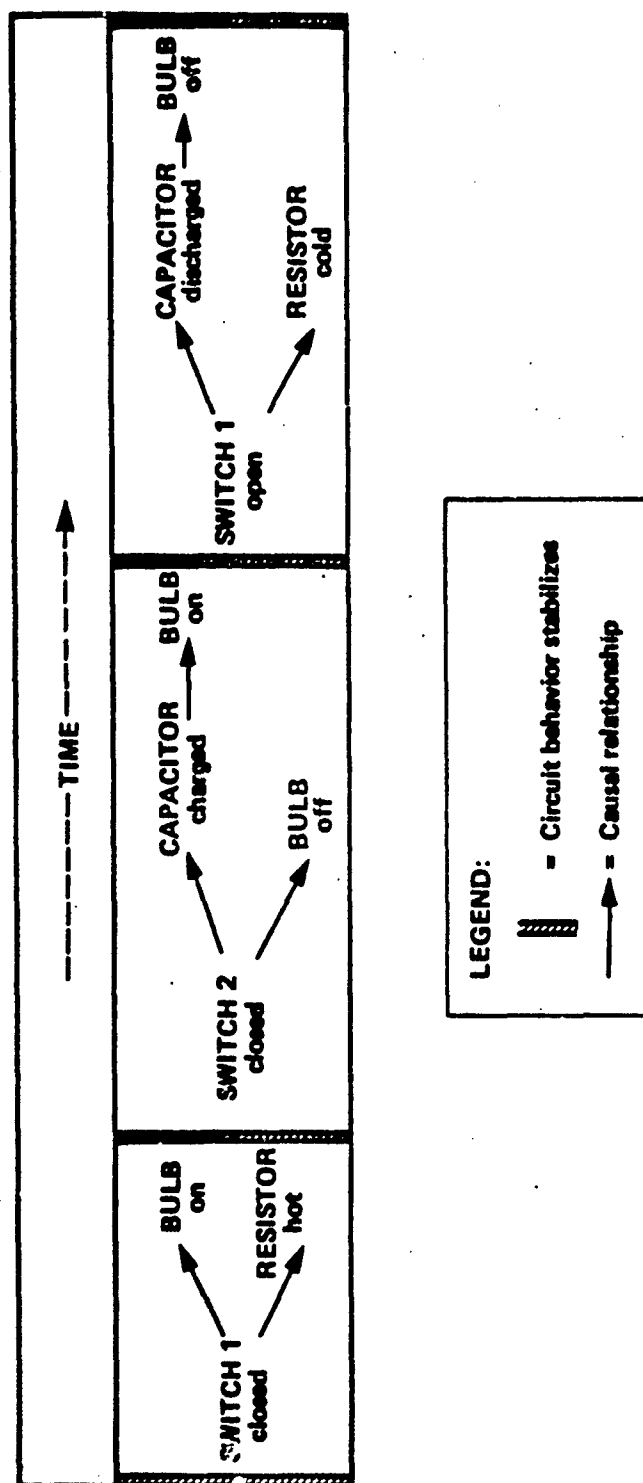 TIME
SWITCH 1
closed
BULB
on
RESISTOR
hot
SWITCH 2
closed
CAPACITOR
charged
BULB
on
BULB
off
SWITCH 1
open
CAPACITOR
discharged
BULB
off
RESISTOR
cold
LEGEND:
= Circuit behavior stabilizes
= Causal relationship